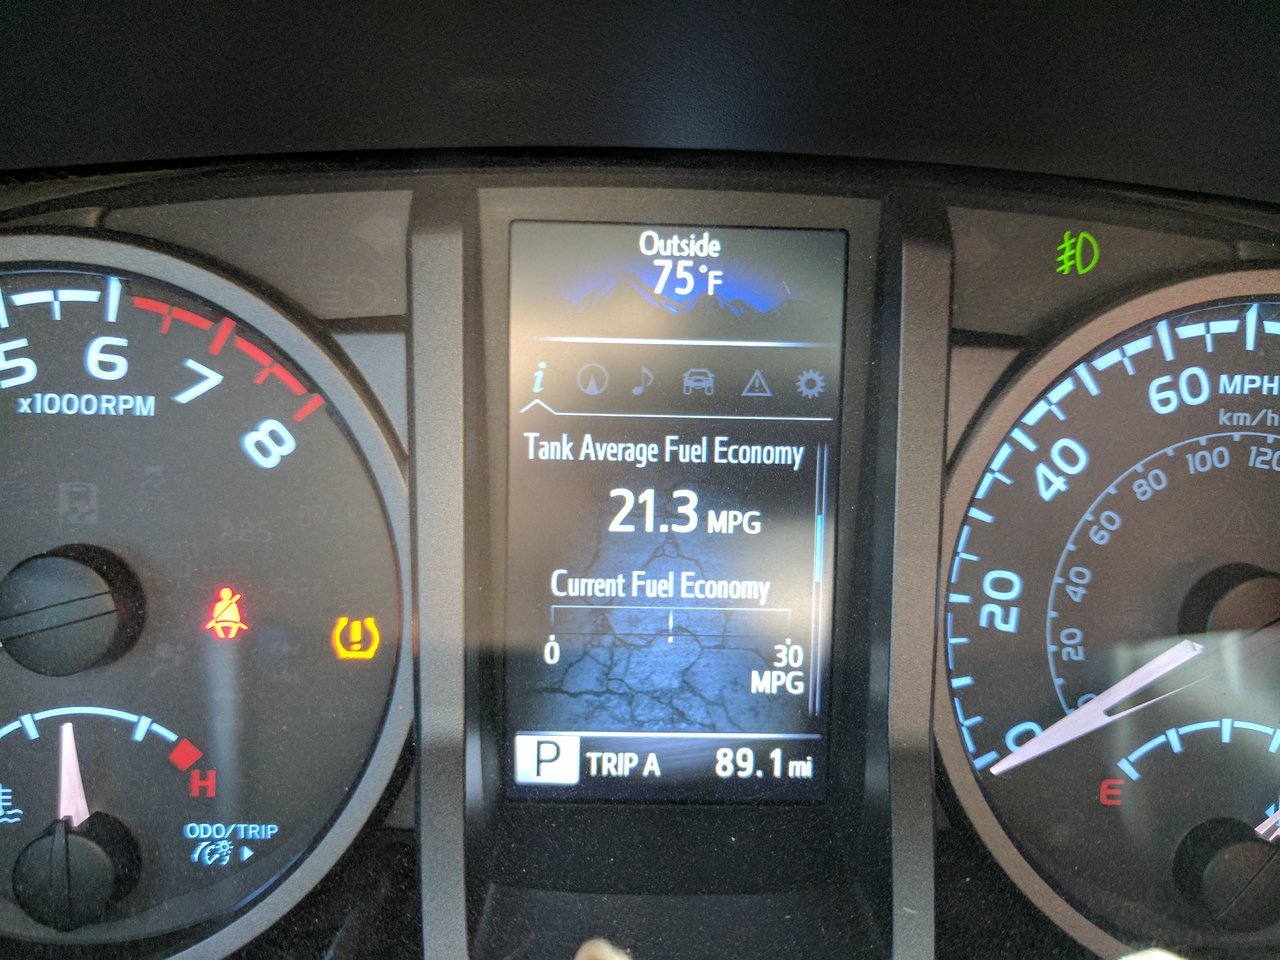 Outside
75°F
i
Tank Average Fuel Economy
21.3 MPG
Current Fuel Economy
0
30
MPG
P TRIP A 89.1 mi
5
6
7
8
x1000RPM
H
ODO/TRIP
0
20
40
60
MPH
km/h
0
20
40
60
80
100
120
E